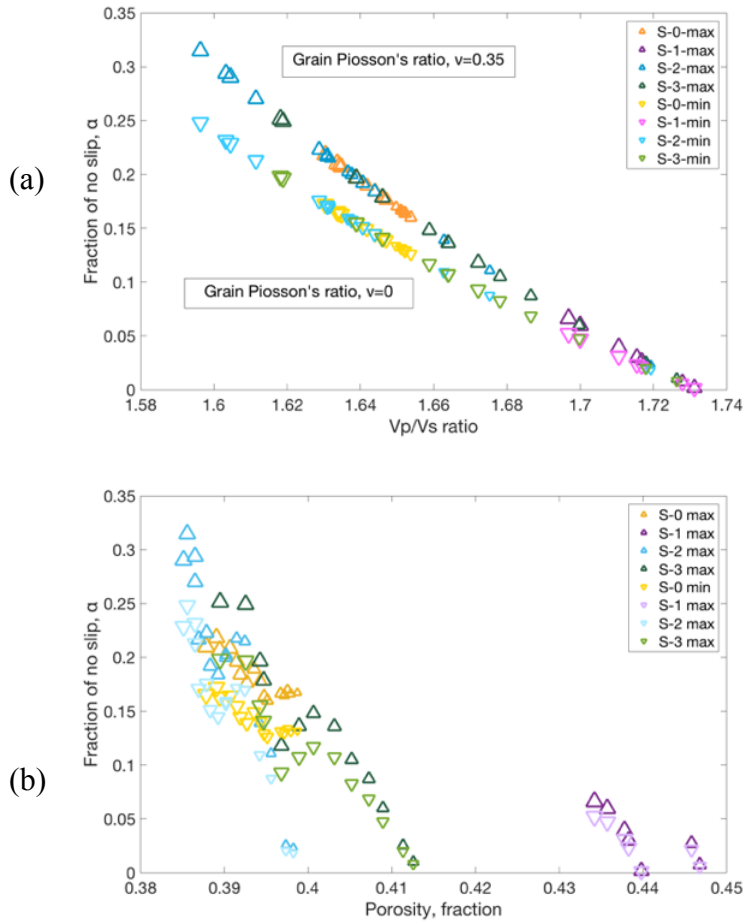 (a)
Fraction of no slip, α
0.35
0.3
0.25
0.2
0.15
0.1
0.05
0
Grain Piosson's ratio, v=0.35
Grain Piosson's ratio, v=0
S-0-max
S-1-max
S-2-max
S-3-max
S-0-min
S-1-min
S-2-min
S-3-min
1.58 1.6 1.62 1.64 1.66 1.68 1.7 1.72 1.74
Vp/Vs ratio
(b)
Fraction of no slip, α
0.35
0.3
0.25
0.2
0.15
0.1
0.05
0
S-0 max
S-1 max
S-2 max
S-3 max
S-0 min
S-1 max
S-2 max
S-3 max
0.38 0.39 0.4 0.41 0.42 0.43 0.44 0.45
Porosity, fraction